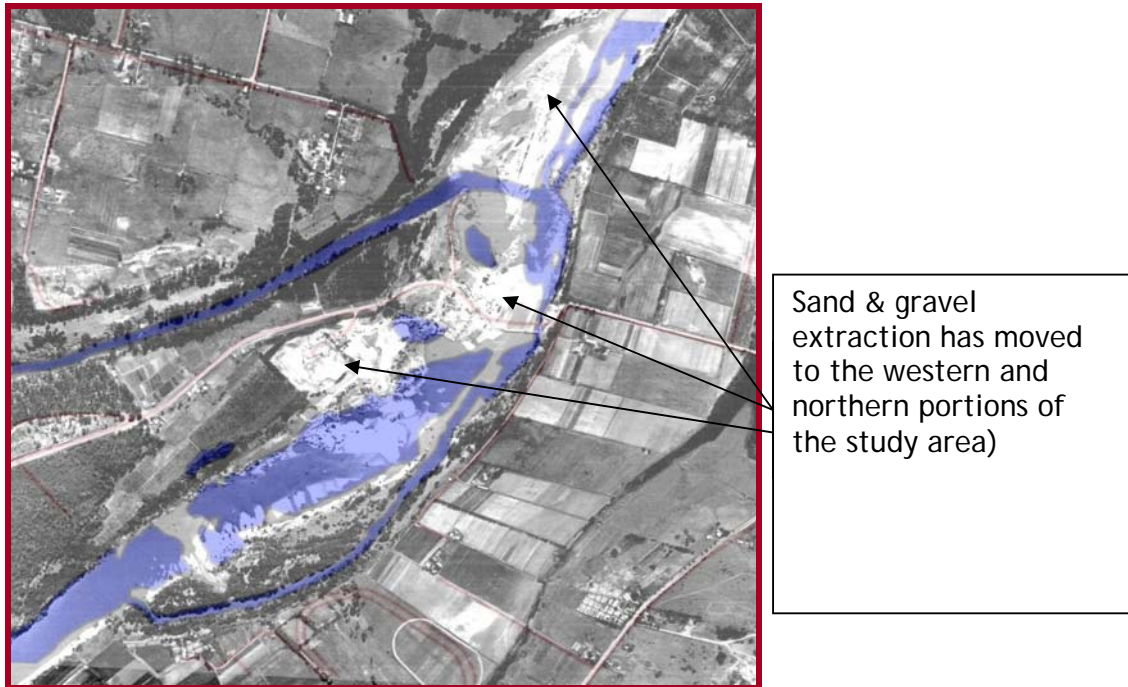 Sand & gravel
extraction has moved
to the western and
northern portions of
the study area)